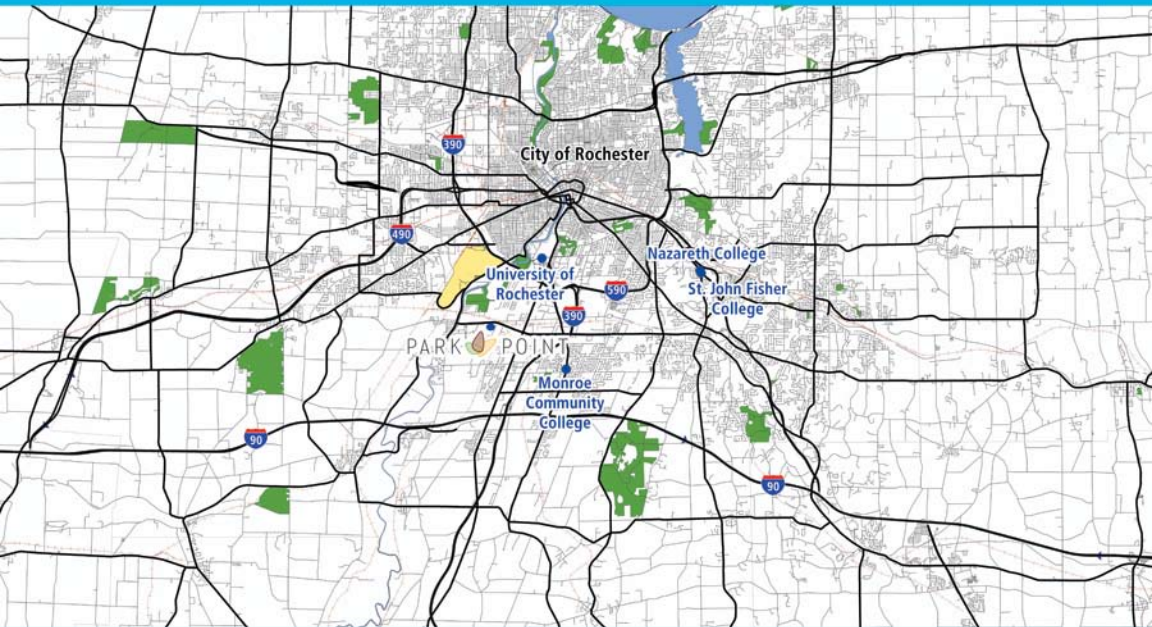 390
City of Rochester
490
Nazareth College
University of
Rochester
590
St. John Fisher
College
390
PARK POINT
Monroe
Community
College
90
90